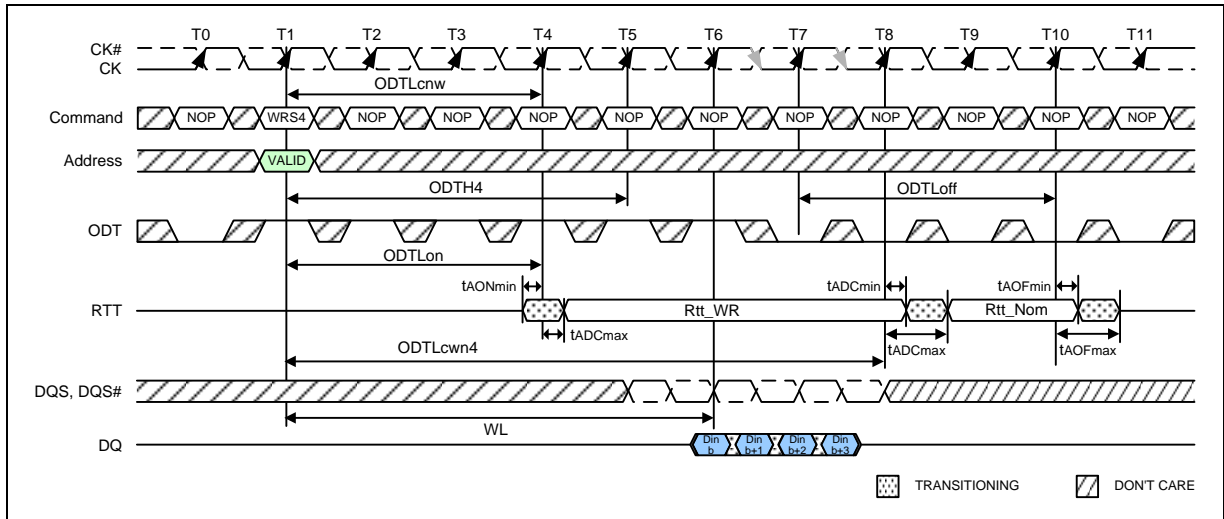 T0 T1 T2 T3 T4 T5 T6 T7 T8 T9 T10 T11
CK#
CK
ODTLcnw
Command NOP WRS4 NOP NOP NOP NOP NOP NOP NOP NOP NOP NOP
Address VALID
ODTH4 ODTLoff
ODT
ODTLon
tAONmin tADCmin tAOFmin
RTT Rtt_WR Rtt_Nom
tADCmax tADCmax tAOFmax
ODTLcwn4
DQS, DQS#
WL
DQ Din b Din b+1 Din b+2 Din b+3
TRANSITIONING DON'T CARE